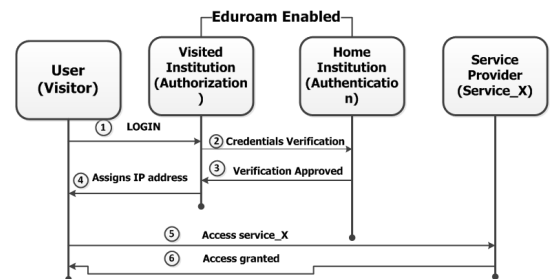 Eduroam Enabled
User
(Visitor)
Visited
Institution
(Authorization
)
Home
Institution
(Authenticatio
n)
Service
Provider
(Service_X)
1 LOGIN
2 Credentials Verification
3 Verification Approved
4 Assigns IP address
5 Access service_X
6 Access granted